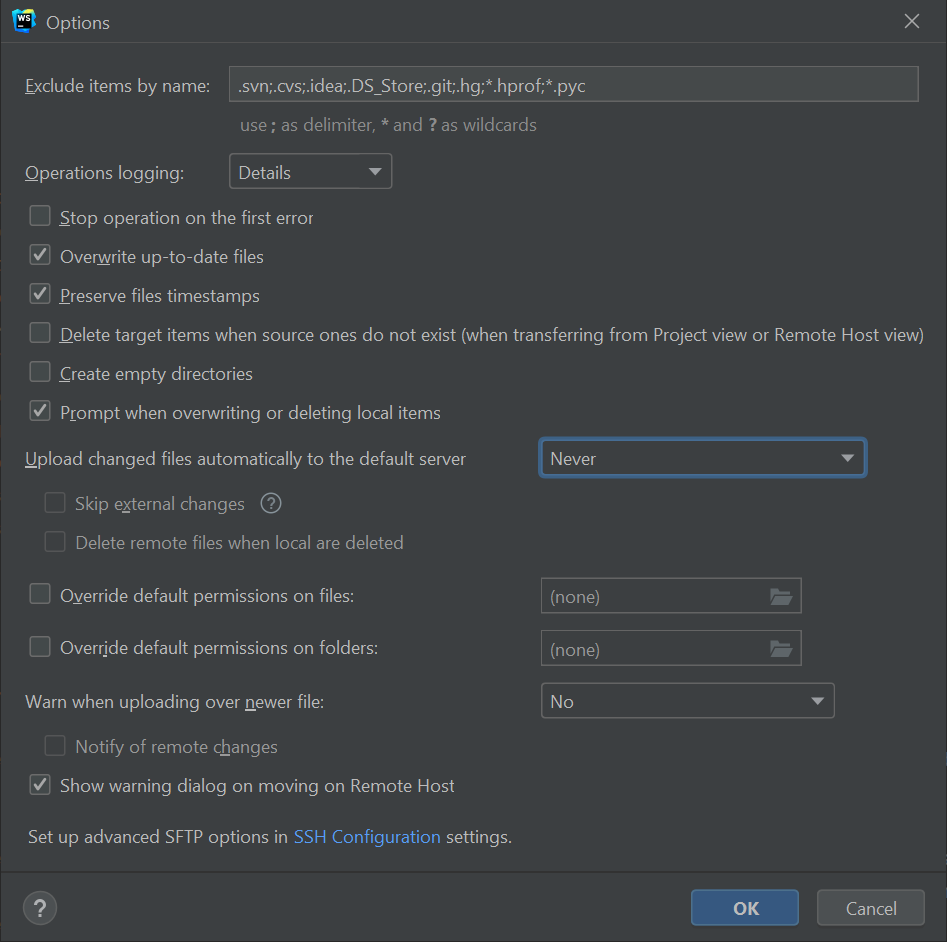 WS Options
Exclude items by name: .svn;.cvs;.idea;.DS_Store;.git;.hg;*.hprof;*.pyc
use ; as delimiter, * and ? as wildcards
Operations logging: Details
Stop operation on the first error
Overwrite up-to-date files
Preserve files timestamps
Delete target items when source ones do not exist (when transferring from Project view or Remote Host view)
Create empty directories
Prompt when overwriting or deleting local items
Upload changed files automatically to the default server Never
Skip external changes ?
Delete remote files when local are deleted
Override default permissions on files: (none)
Override default permissions on folders: (none)
Warn when uploading over newer file: No
Notify of remote changes
Show warning dialog on moving on Remote Host
Set up advanced SFTP options in SSH Configuration settings.
? OK Cancel